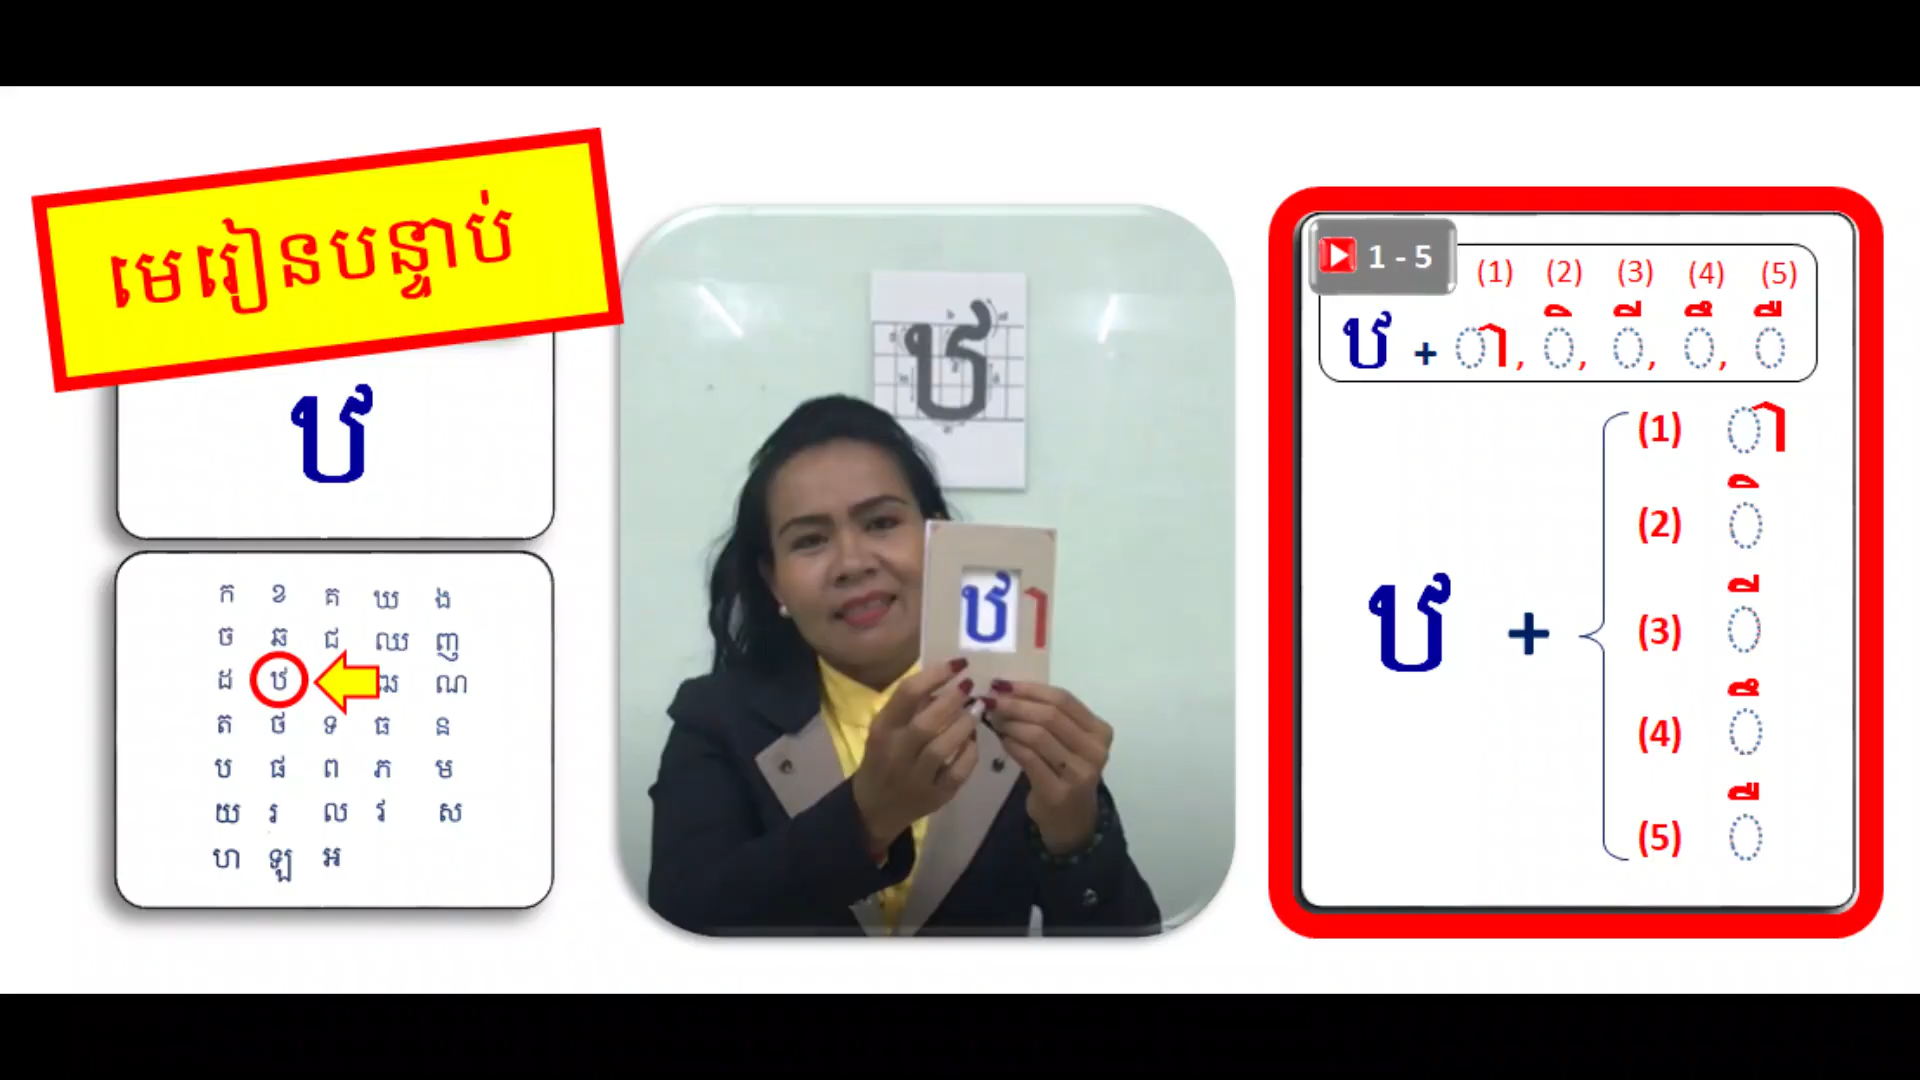 មេរៀនបន្ទាប់
ឋ
ក ខ គ ឃ ង
ច ឆ ជ ឈ ញ
ដ ឋ ឍ ណ
ត ថ ទ ធ ន
ប ផ ព ភ ម
យ រ ល វ ស
ហ ឡ អ
ឋ
ឋា
1 - 5 (1) (2) (3) (4) (5)
ឋ + ា, ិ, ី, ឹ, ឺ
ឋ +
(1) ា
(2) ិ
(3) ី
(4) ឹ
(5) ឺ